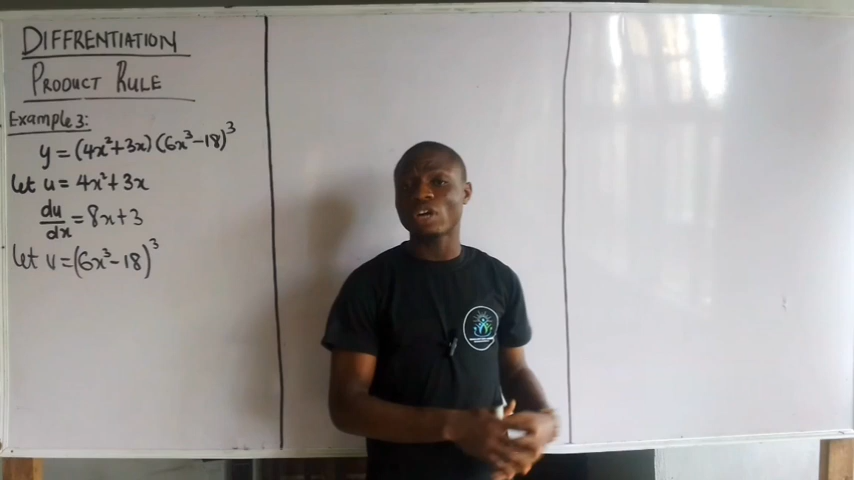 DIFFRENTIATION
PRODUCT RULE
Example 3:
y = (4x²+3x)(6x³-18)³
let u = 4x²+3x
du/dx = 8x+3
let v = (6x³-18)³